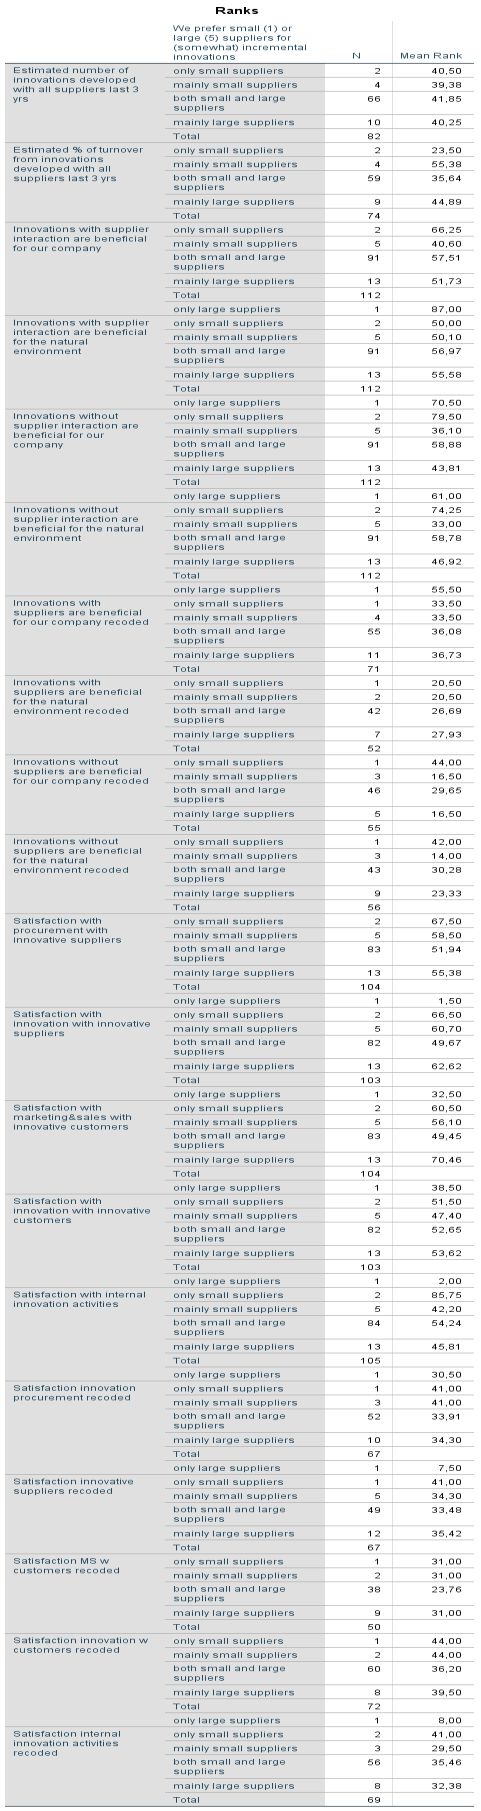 Ranks
We prefer small (1) or
large (5) suppliers for
(somewhat) incremental
innovations N Mean Rank
Estimated number of only small suppliers 2 40,50
innovations developed mainly small suppliers 4 39,38
with all suppliers last 3 both small and large 66 41,85
yrs suppliers
mainly large suppliers 10 40,25
Total 82
Estimated % of turnover only small suppliers 2 23,50
from innovations mainly small suppliers 4 55,38
developed with all both small and large 59 35,64
suppliers last 3 yrs suppliers
mainly large suppliers 9 44,89
Total 74
Innovations with supplier only small suppliers 2 66,25
interaction are beneficial mainly small suppliers 5 40,60
for our company both small and large 91 57,51
suppliers
mainly large suppliers 13 51,73
Total 112
only large suppliers 1 87,00
Innovations with supplier only small suppliers 2 50,00
interaction are beneficial mainly small suppliers 5 50,10
for the natural both small and large 91 56,97
environment suppliers
mainly large suppliers 13 55,58
Total 112
only large suppliers 1 70,50
Innovations without only small suppliers 2 79,50
supplier interaction are mainly small suppliers 5 36,10
beneficial for our both small and large 91 58,88
company suppliers
mainly large suppliers 13 43,81
Total 112
only large suppliers 1 61,00
Innovations without only small suppliers 2 74,25
supplier interaction are mainly small suppliers 5 33,00
beneficial for the natural both small and large 91 58,78
environment suppliers
mainly large suppliers 13 46,92
Total 112
only large suppliers 1 55,50
Innovations with only small suppliers 1 33,50
suppliers are beneficial mainly small suppliers 4 33,50
for our company recoded both small and large 55 36,08
suppliers
mainly large suppliers 11 36,73
Total 71
Innovations with only small suppliers 1 20,50
suppliers are beneficial mainly small suppliers 2 20,50
for the natural both small and large 42 26,69
environment recoded suppliers
mainly large suppliers 7 27,93
Total 52
Innovations without only small suppliers 1 44,00
suppliers are beneficial mainly small suppliers 3 16,50
for our company recoded both small and large 46 29,65
suppliers
mainly large suppliers 5 16,50
Total 55
Innovations without only small suppliers 1 42,00
suppliers are beneficial mainly small suppliers 3 14,00
for the natural both small and large 43 30,28
environment recoded suppliers
mainly large suppliers 9 23,33
Total 56
Satisfaction with only small suppliers 2 67,50
procurement with mainly small suppliers 5 58,50
innovative suppliers both small and large 83 51,94
suppliers
mainly large suppliers 13 55,38
Total 104
only large suppliers 1 1,50
Satisfaction with only small suppliers 2 66,50
innovation with innovative mainly small suppliers 5 60,70
suppliers both small and large 82 49,67
suppliers
mainly large suppliers 13 62,62
Total 103
only large suppliers 1 32,50
Satisfaction with only small suppliers 2 60,50
marketing&sales with mainly small suppliers 5 56,10
innovative customers both small and large 83 49,45
suppliers
mainly large suppliers 13 70,46
Total 104
only large suppliers 1 38,50
Satisfaction with only small suppliers 2 51,50
innovation with innovative mainly small suppliers 5 47,40
customers both small and large 82 52,65
suppliers
mainly large suppliers 13 53,62
Total 103
only large suppliers 1 2,00
Satisfaction with internal only small suppliers 2 85,75
innovation activities mainly small suppliers 5 42,20
both small and large 84 54,24
suppliers
mainly large suppliers 13 45,81
Total 105
only large suppliers 1 30,50
Satisfaction innovation only small suppliers 1 41,00
procurement recoded mainly small suppliers 3 41,00
both small and large 52 33,91
suppliers
mainly large suppliers 10 34,30
Total 67
only large suppliers 1 7,50
Satisfaction innovative only small suppliers 1 41,00
suppliers recoded mainly small suppliers 5 34,30
both small and large 49 33,48
suppliers
mainly large suppliers 12 35,42
Total 67
Satisfaction MS w only small suppliers 1 31,00
customers recoded mainly small suppliers 2 31,00
both small and large 38 23,76
suppliers
mainly large suppliers 9 31,00
Total 50
Satisfaction innovation w only small suppliers 1 44,00
customers recoded mainly small suppliers 2 44,00
both small and large 60 36,20
suppliers
mainly large suppliers 8 39,50
Total 72
only large suppliers 1 8,00
Satisfaction internal only small suppliers 2 41,00
innovation activities mainly small suppliers 3 29,50
recoded both small and large 56 35,46
suppliers
mainly large suppliers 8 32,38
Total 69